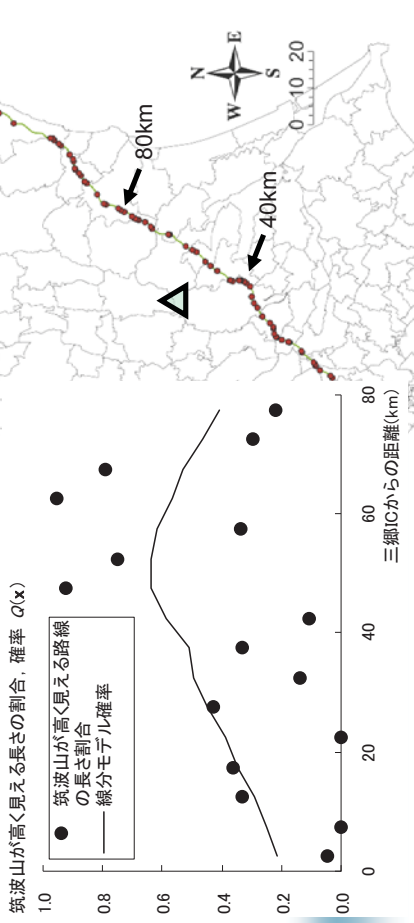 筑波山が高く見える長さの割合，確率 Q(x)
1.0
0.8
0.6
0.4
0.2
0.0
筑波山が高く見える路線
の長さ割合
線分モデル確率
0
20
40
60
80
三郷ICからの距離(km)
80km
40km
N
E
W
S
0
10
20